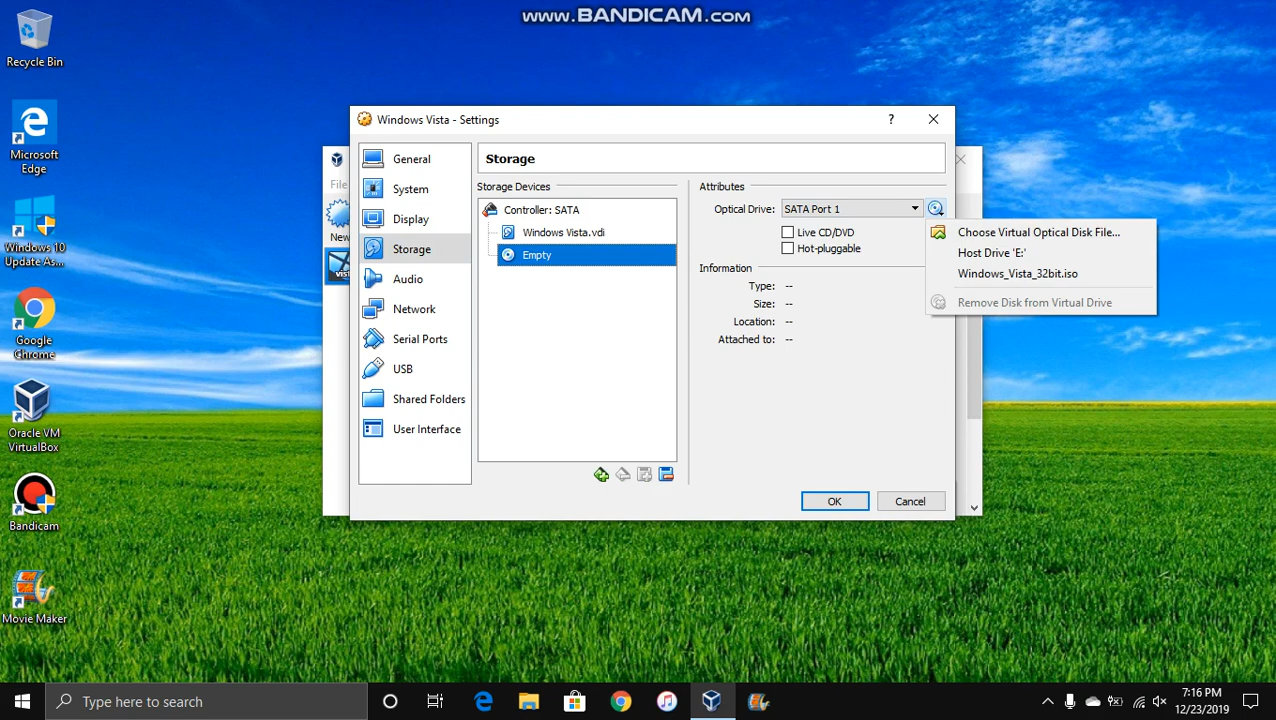 www.BANDICAM.com
Recycle Bin
Microsoft
Edge
Windows 10
Update As...
Google
Chrome
Oracle VM
VirtualBox
Bandicam
Movie Maker
File
New
vista
Windows Vista - Settings
?
General
System
Display
Storage
Audio
Network
Serial Ports
USB
Shared Folders
User Interface
Storage
Storage Devices
Controller: SATA
Windows Vista.vdi
Empty
Attributes
Optical Drive: SATA Port 1
Live CD/DVD
Hot-pluggable
Information
Type: --
Size: --
Location: --
Attached to: --
Choose Virtual Optical Disk File...
Host Drive 'E:'
Windows_Vista_32bit.iso
Remove Disk from Virtual Drive
OK
Cancel
Type here to search
7:16 PM
12/23/2019